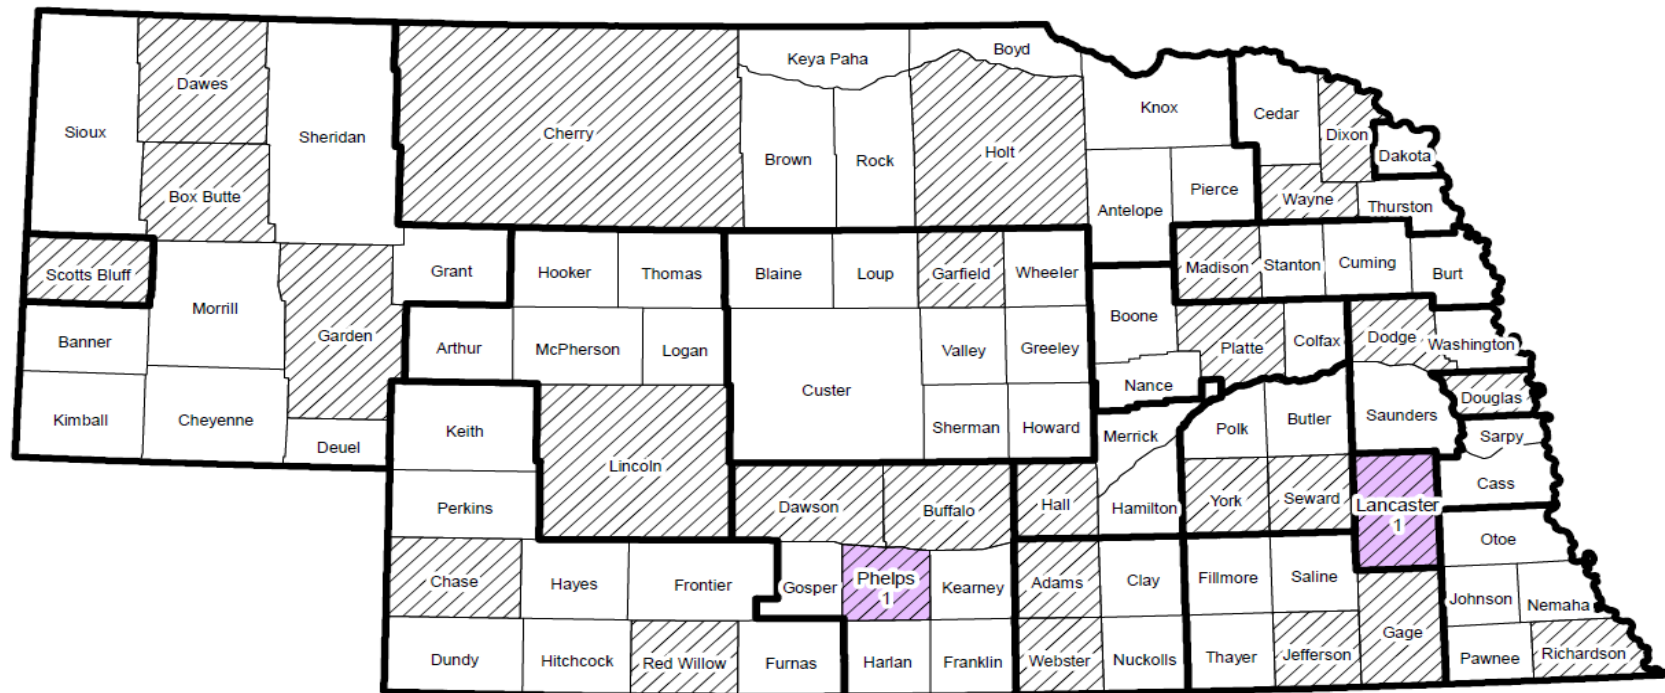 Keya Paha
Boyd
Dawes
Knox
Cedar
Sioux
Cherry
Sheridan
Dixon
Brown
Rock
Holt
Dakota
Box Butte
Pierce
Wayne
Antelope
Thurston
Scotts Bluff
Grant
Hooker
Thomas
Blaine
Loup
Garfield
Wheeler
Madison
Stanton
Cuming
Burt
Morrill
Boone
Banner
Garden
Arthur
McPherson
Logan
Valley
Greeley
Platte
Colfax
Dodge
Washington
Custer
Nance
Douglas
Kimball
Cheyenne
Keith
Sherman
Howard
Merrick
Polk
Butler
Saunders
Sarpy
Deuel
Lincoln
Cass
Perkins
Dawson
Buffalo
Hall
Hamilton
York
Seward
Lancaster
1
Otoe
Chase
Hayes
Frontier
Gosper
Phelps
1
Kearney
Adams
Clay
Fillmore
Saline
Johnson
Nemaha
Dundy
Hitchcock
Red Willow
Furnas
Harlan
Franklin
Webster
Nuckolls
Thayer
Jefferson
Gage
Pawnee
Richardson